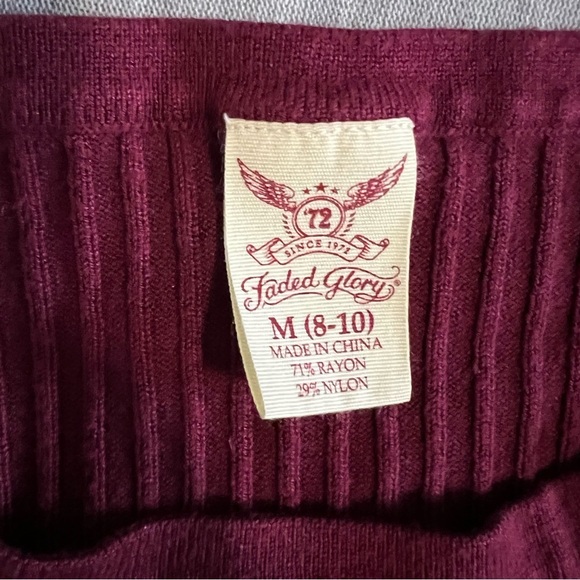 '72
SINCE 1972
Faded Glory®
M (8-10)
MADE IN CHINA
71% RAYON
29% NYLON